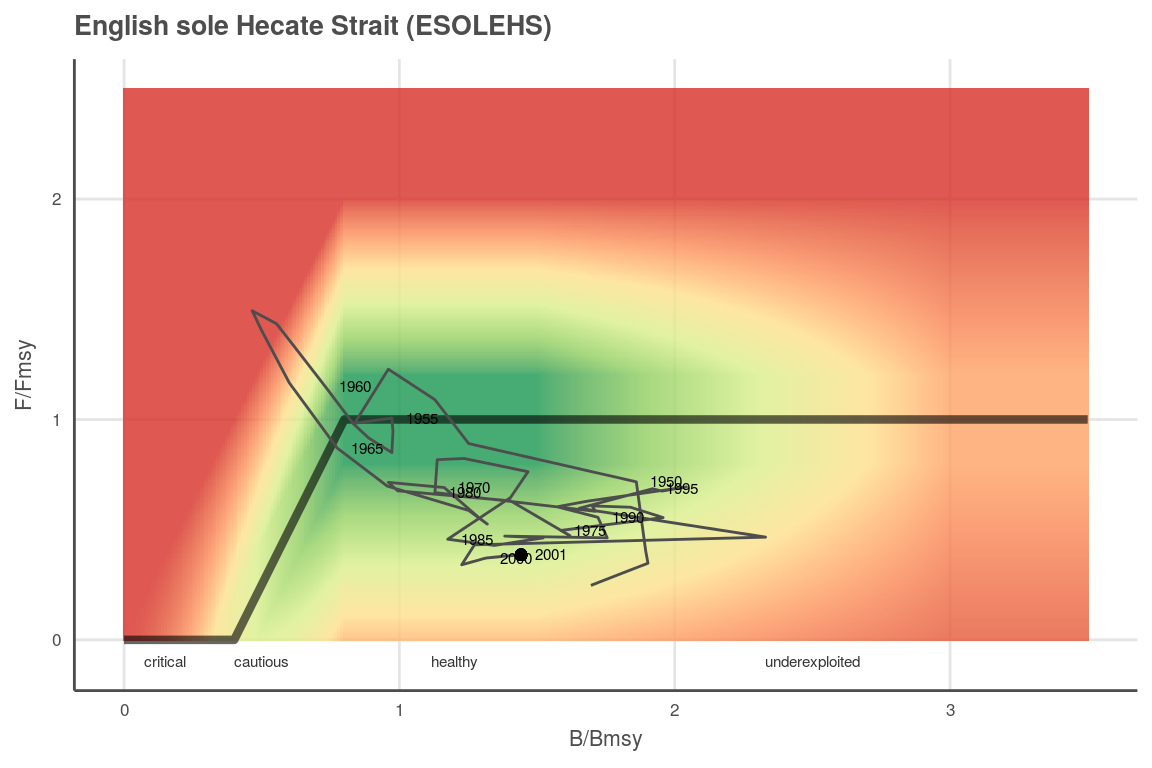 English sole Hecate Strait (ESOLEHS)
F/Fmsy
2
1
0
1960
1955
1965
1970
1980
1950
1995
1990
1975
1985
2000
2001
critical
cautious
healthy
underexploited
0
1
2
3
B/Bmsy